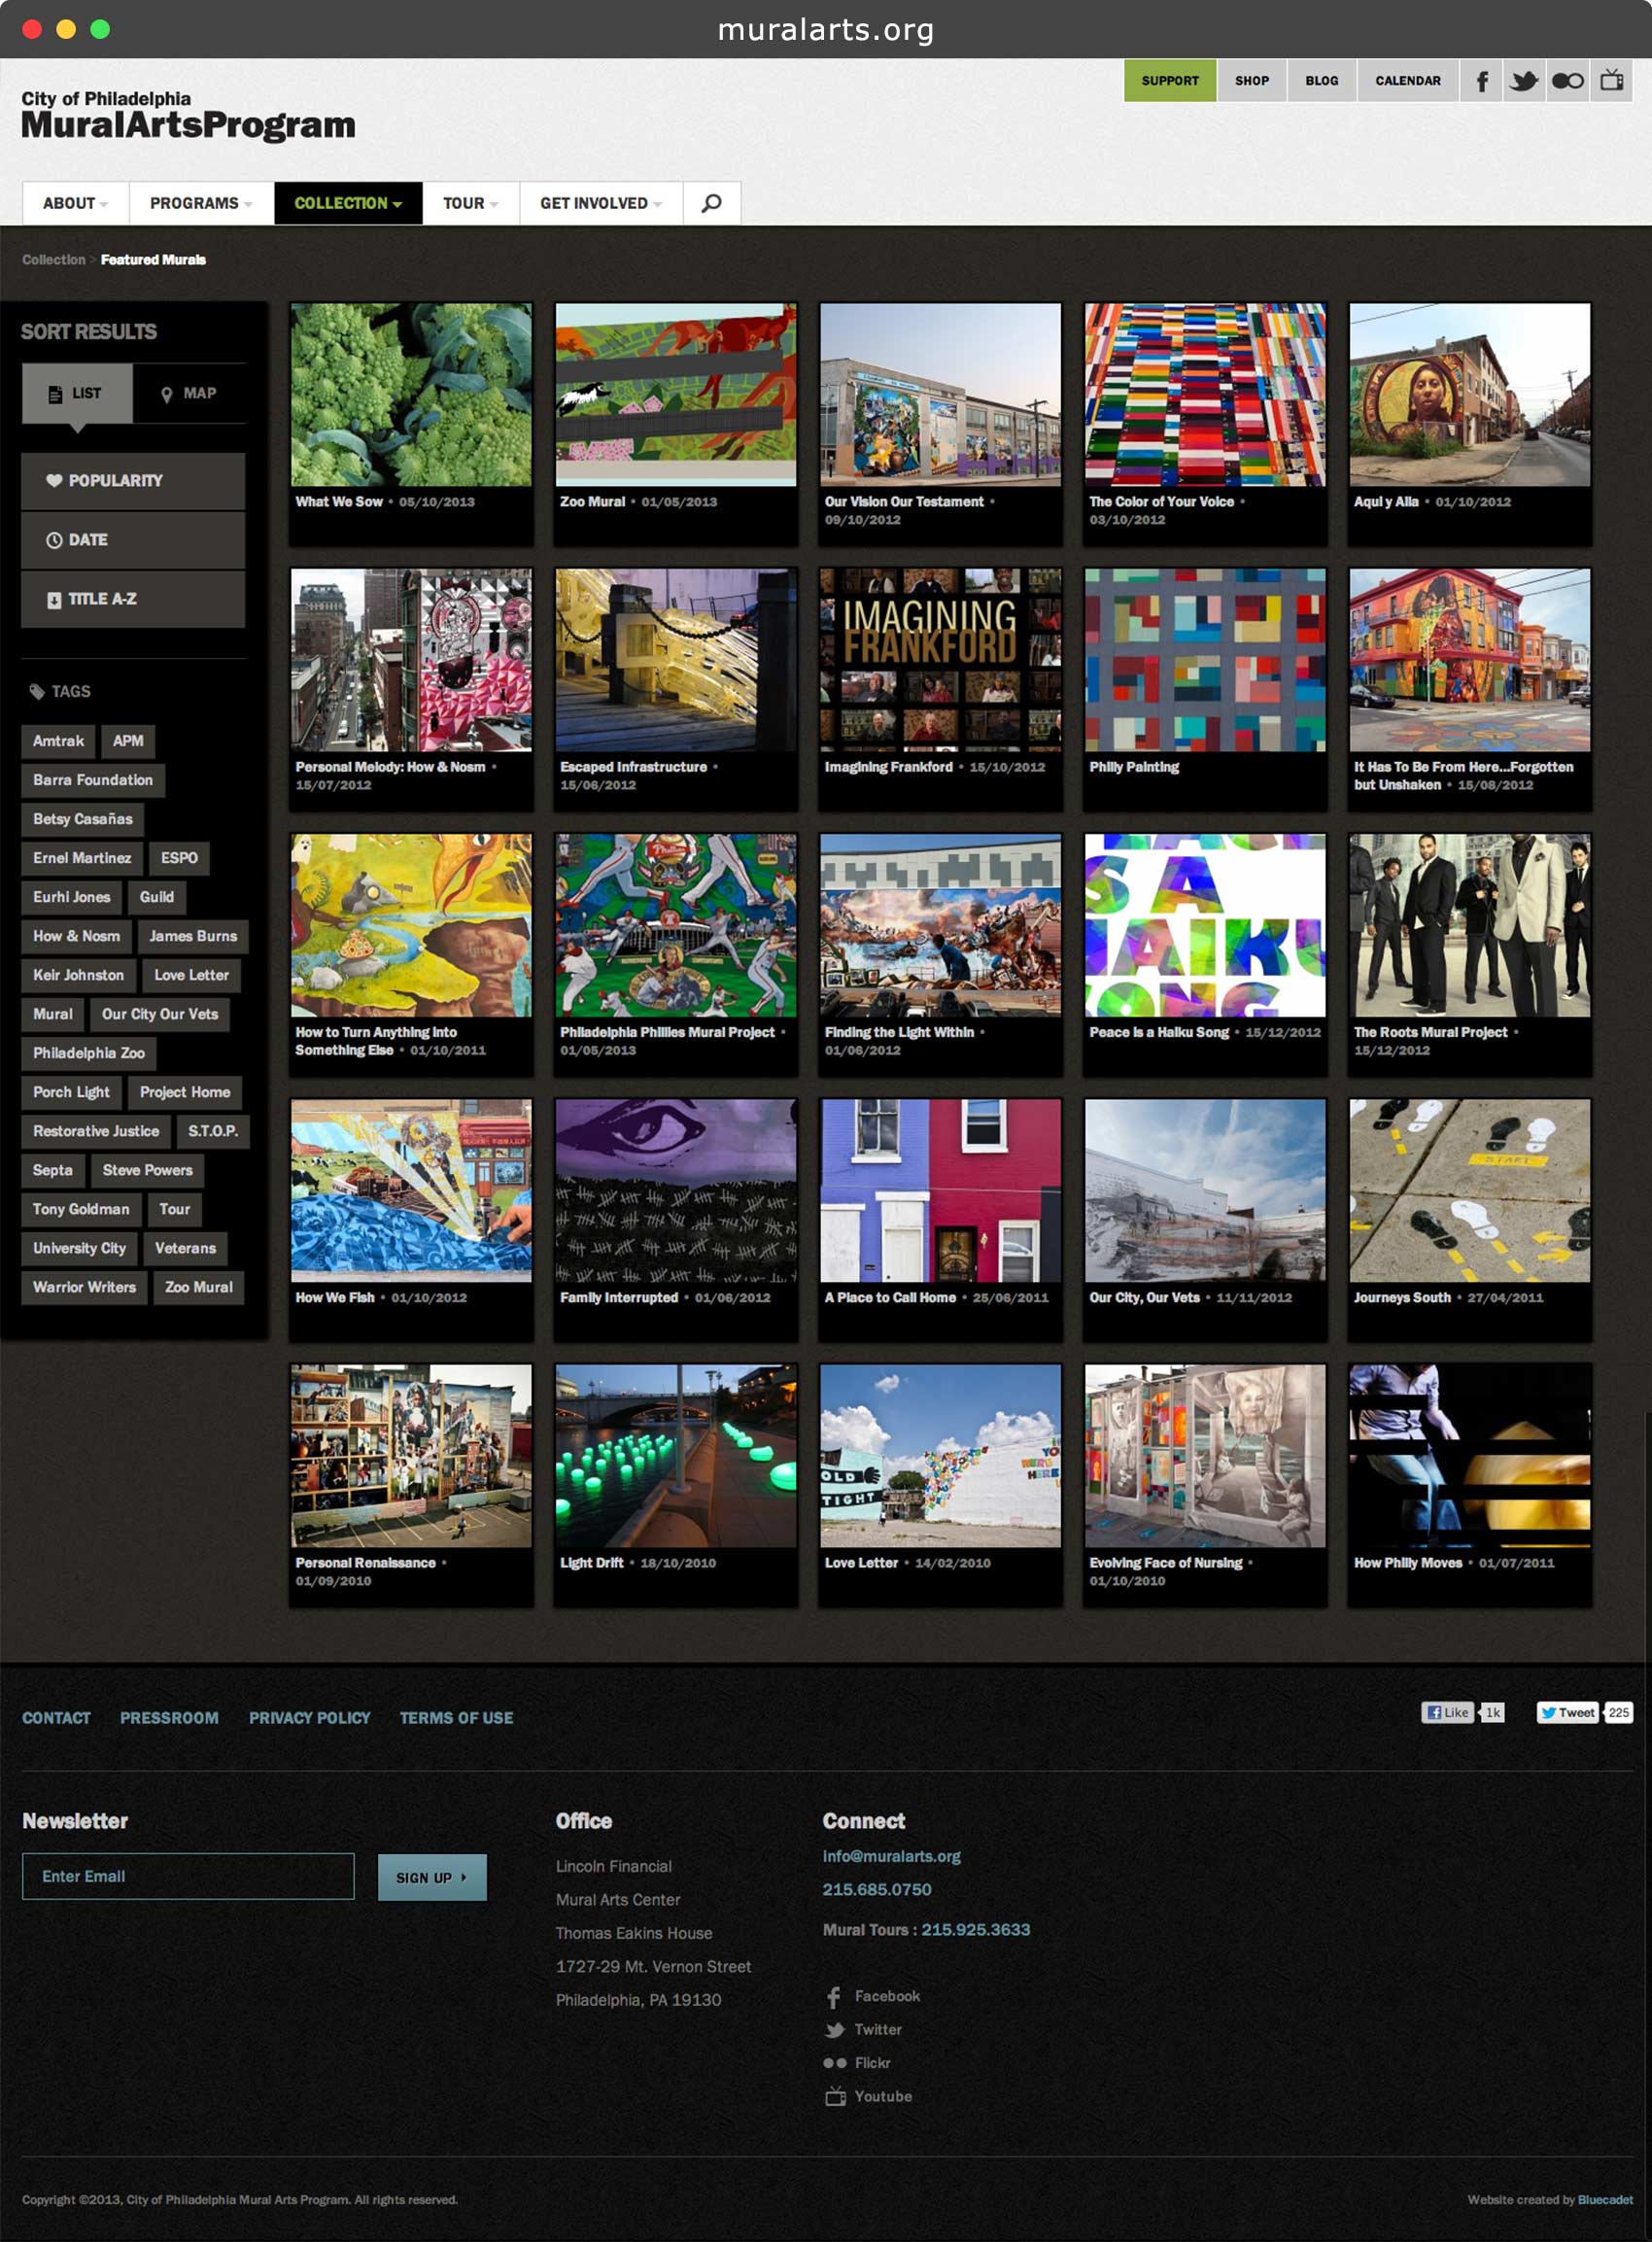 muralarts.org
SUPPORT
SHOP
BLOG
CALENDAR
City of Philadelphia
MuralArtsProgram
ABOUT
PROGRAMS
COLLECTION
TOUR
GET INVOLVED
Collection > Featured Murals
SORT RESULTS
LIST
MAP
POPULARITY
DATE
TITLE A-Z
TAGS
Amtrak
APM
Barra Foundation
Betsy Casañas
Ernel Martinez
ESPO
Eurhi Jones
Guild
How & Nosm
James Burns
Keir Johnston
Love Letter
Mural
Our City Our Vets
Philadelphia Zoo
Porch Light
Project Home
Restorative Justice
S.T.O.P.
Septa
Steve Powers
Tony Goldman
Tour
University City
Veterans
Warrior Writers
Zoo Mural
What We Sow • 05/10/2013
Zoo Mural • 01/05/2013
Our Vision Our Testament •
09/10/2012
The Color of Your Voice •
03/10/2012
Aqui y Alla • 01/10/2012
Personal Melody: How & Nosm •
15/07/2012
Escaped Infrastructure •
15/06/2012
IMAGINING
FRANKFORD
Imagining Frankford • 15/10/2012
Philly Painting
It Has To Be From Here...Forgotten
but Unshaken • 15/08/2012
How to Turn Anything Into
Something Else • 01/10/2011
Phillies
Philadelphia Phillies Mural Project •
01/05/2013
Finding the Light Within •
01/06/2012
S A
HAIKU
SONG
Peace is a Haiku Song • 15/12/2012
The Roots Mural Project •
15/12/2012
How We Fish • 01/10/2012
Family Interrupted • 01/06/2012
A Place to Call Home • 25/06/2011
Our City, Our Vets • 11/11/2012
START
Journeys South • 27/04/2011
Personal Renaissance •
01/09/2010
Light Drift • 18/10/2010
OLD
TIGHT
YO
HERE
Love Letter • 14/02/2010
Evolving Face of Nursing •
01/10/2010
How Philly Moves • 01/07/2011
CONTACT
PRESSROOM
PRIVACY POLICY
TERMS OF USE
Like
1k
Tweet
225
Newsletter
Enter Email
SIGN UP
Office
Lincoln Financial
Mural Arts Center
Thomas Eakins House
1727-29 Mt. Vernon Street
Philadelphia, PA 19130
Connect
info@muralarts.org
215.685.0750
Mural Tours : 215.925.3633
Facebook
Twitter
Flickr
Youtube
Copyright ©2013, City of Philadelphia Mural Arts Program. All rights reserved.
Website created by Bluecadet